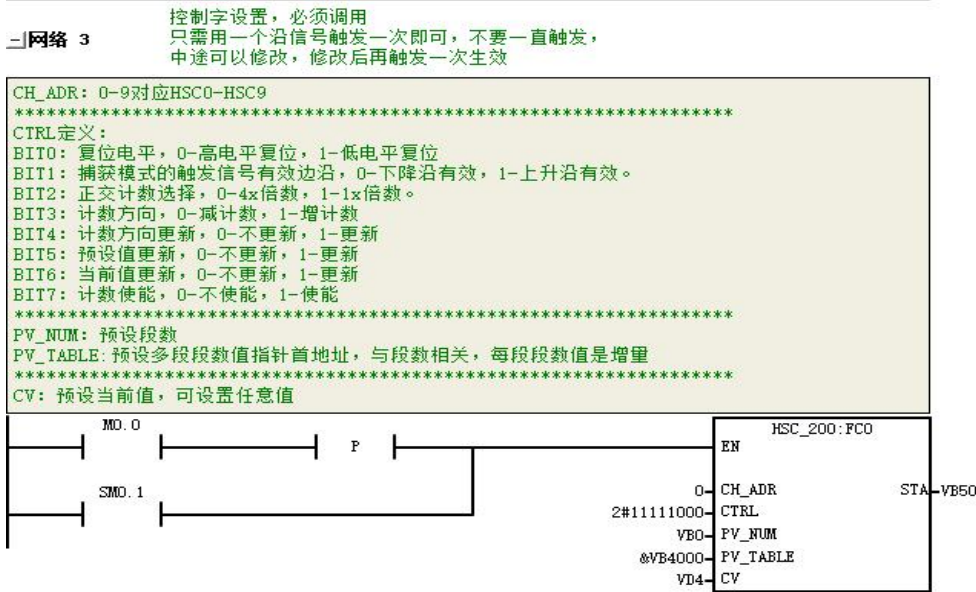 控制字设置，必须调用
网络 3
只需用一个沿信号触发一次即可，不要一直触发，
中途可以修改，修改后再触发一次生效
CH_ADR: 0-9对应HSC0-HSC9
******************************************************************
CTRL定义:
BIT0: 复位电平，0-高电平复位，1-低电平复位
BIT1: 捕获模式的触发信号有效边沿，0-下降沿有效，1-上升沿有效。
BIT2: 正交计数选择，0-4x倍数，1-1x倍数。
BIT3: 计数方向，0-减计数，1-增计数
BIT4: 计数方向更新，0-不更新，1-更新
BIT5: 预设值更新，0-不更新，1-更新
BIT6: 当前值更新，0-不更新，1-更新
BIT7: 计数使能，0-不使能，1-使能
******************************************************************
PV_NUM: 预设段数
PV_TABLE:预设多段段数值指针首地址，与段数相关，每段段数值是增量
******************************************************************
CV: 预设当前值，可设置任意值
M0.0
P
HSC_200:FC0
EN
SM0.1
0 CH_ADR STA VB50
2#11111000 CTRL
VB0 PV_NUM
&VB4000 PV_TABLE
VD4 CV